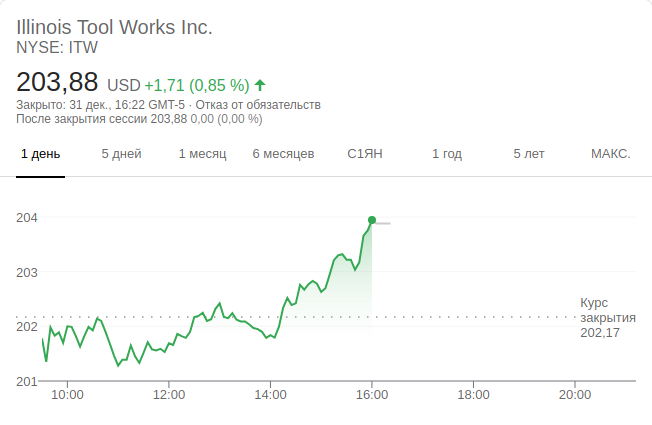 Illinois Tool Works Inc.
NYSE: ITW
203,88 USD +1,71 (0,85 %)
Закрыто: 31 дек., 16:22 GMT-5 · Отказ от обязательств
После закрытия сессии 203,88 0,00 (0,00 %)
1 день 5 дней 1 месяц 6 месяцев С1ЯН 1 год 5 лет МАКС.
204
203
Курс
закрытия
202
202,17
201
10:00 12:00 14:00 16:00 18:00 20:00